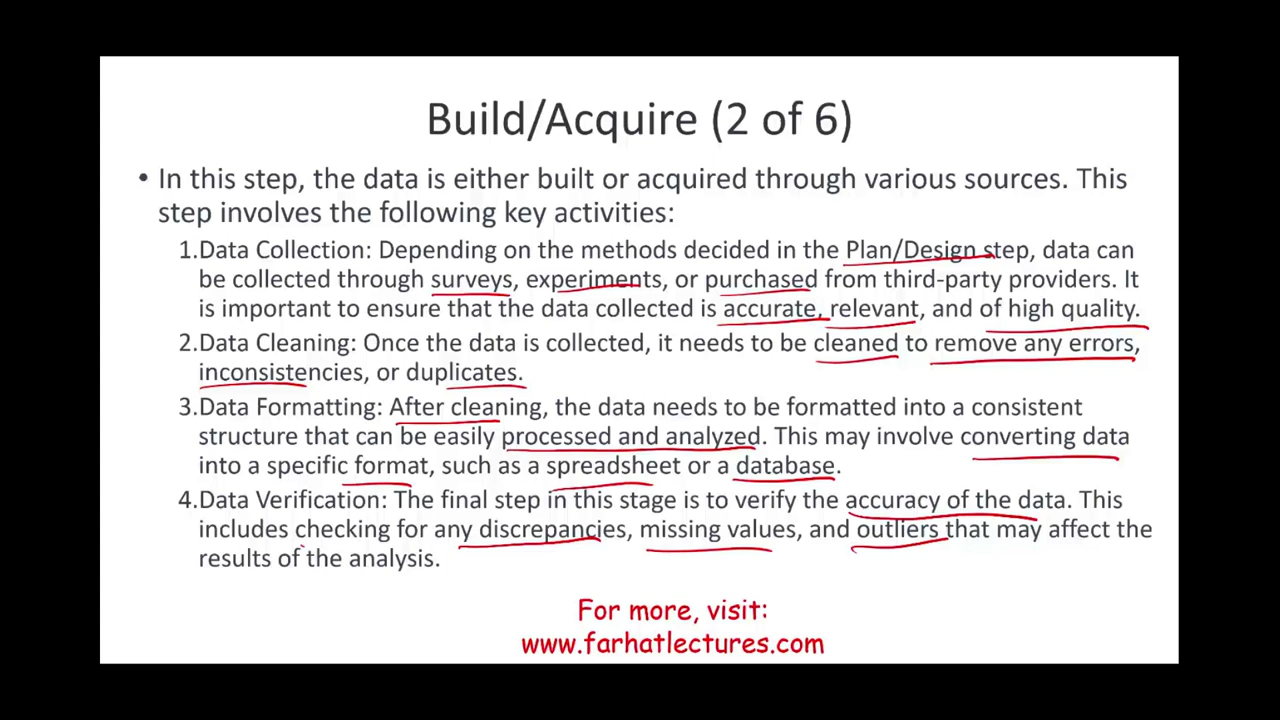 Build/Acquire (2 of 6)
• In this step, the data is either built or acquired through various sources. This
step involves the following key activities:
1.Data Collection: Depending on the methods decided in the Plan/Design step, data can
be collected through surveys, experiments, or purchased from third-party providers. It
is important to ensure that the data collected is accurate, relevant, and of high quality.
2.Data Cleaning: Once the data is collected, it needs to be cleaned to remove any errors,
inconsistencies, or duplicates.
3.Data Formatting: After cleaning, the data needs to be formatted into a consistent
structure that can be easily processed and analyzed. This may involve converting data
into a specific format, such as a spreadsheet or a database.
4.Data Verification: The final step in this stage is to verify the accuracy of the data. This
includes checking for any discrepancies, missing values, and outliers that may affect the
results of the analysis.
For more, visit:
www.farhatlectures.com